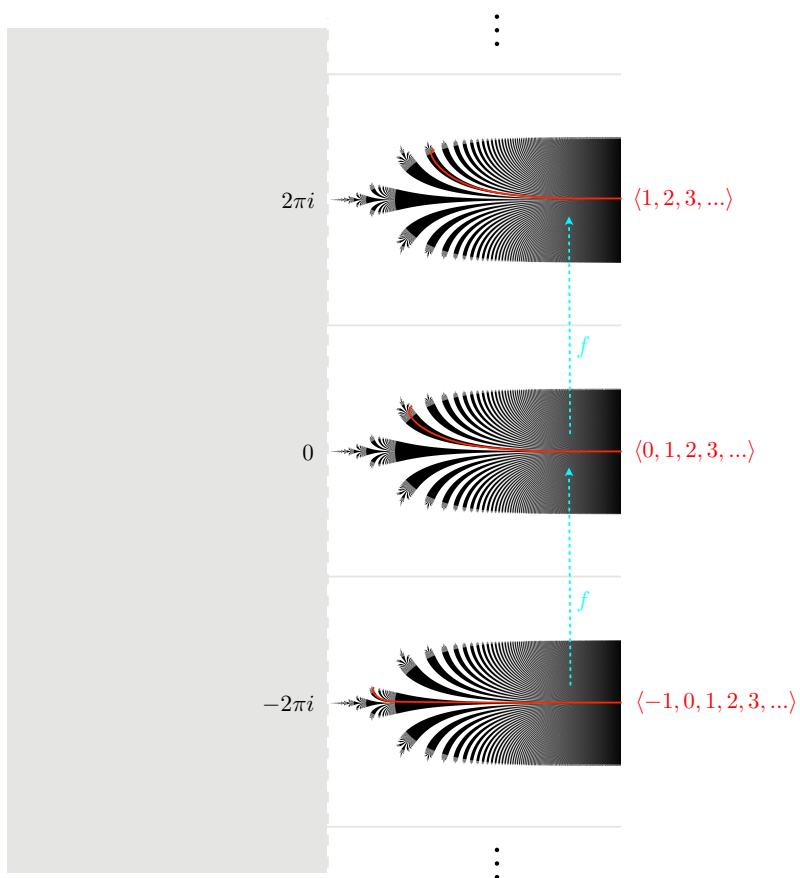 2πi
⟨1, 2, 3, ...⟩
f
0
⟨0, 1, 2, 3, ...⟩
f
−2πi
⟨−1, 0, 1, 2, 3, ...⟩